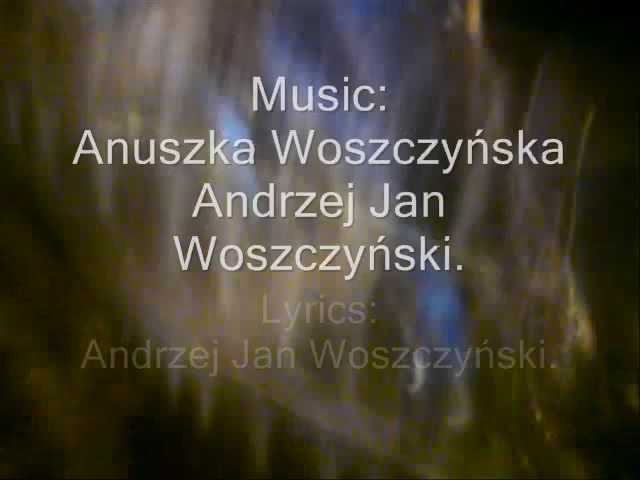 Music:
Anuszka Woszczyńska
Andrzej Jan
Woszczyński.
Lyrics:
Andrzej Jan Woszczyński.